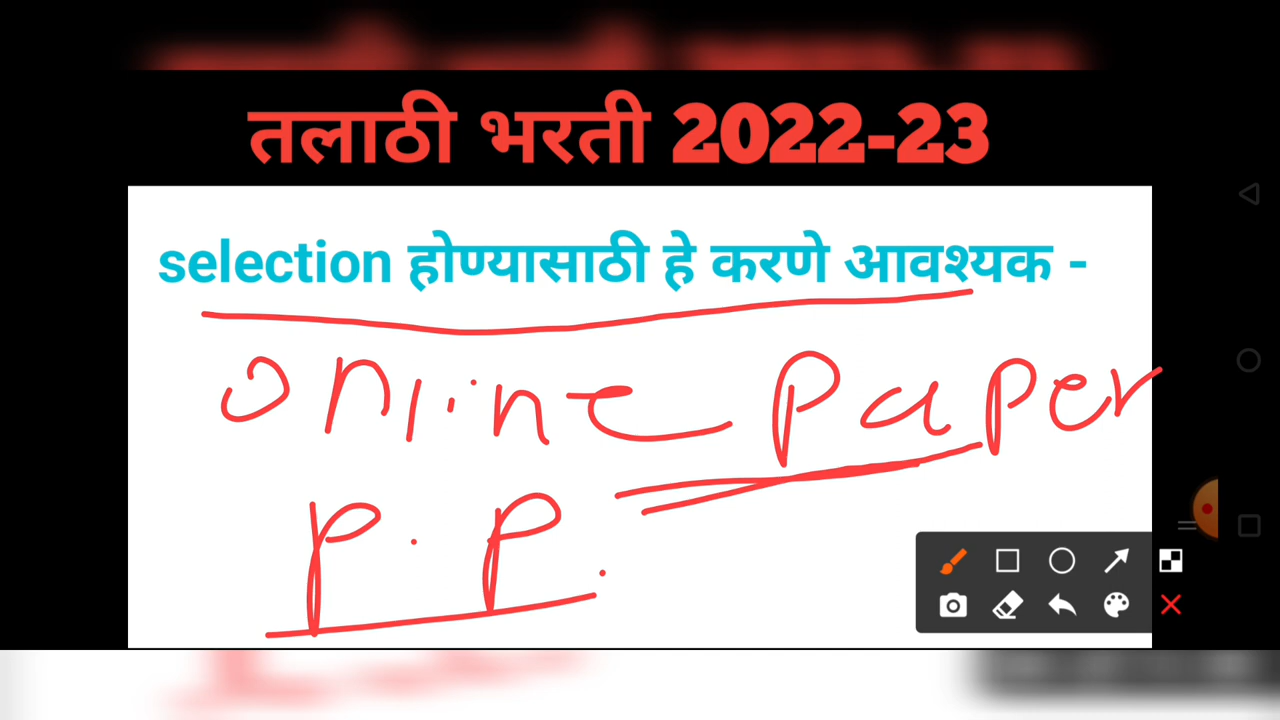 तलाठी भरती 2022-23
selection होण्यासाठी हे करणे आवश्यक -
online paper
p. p.